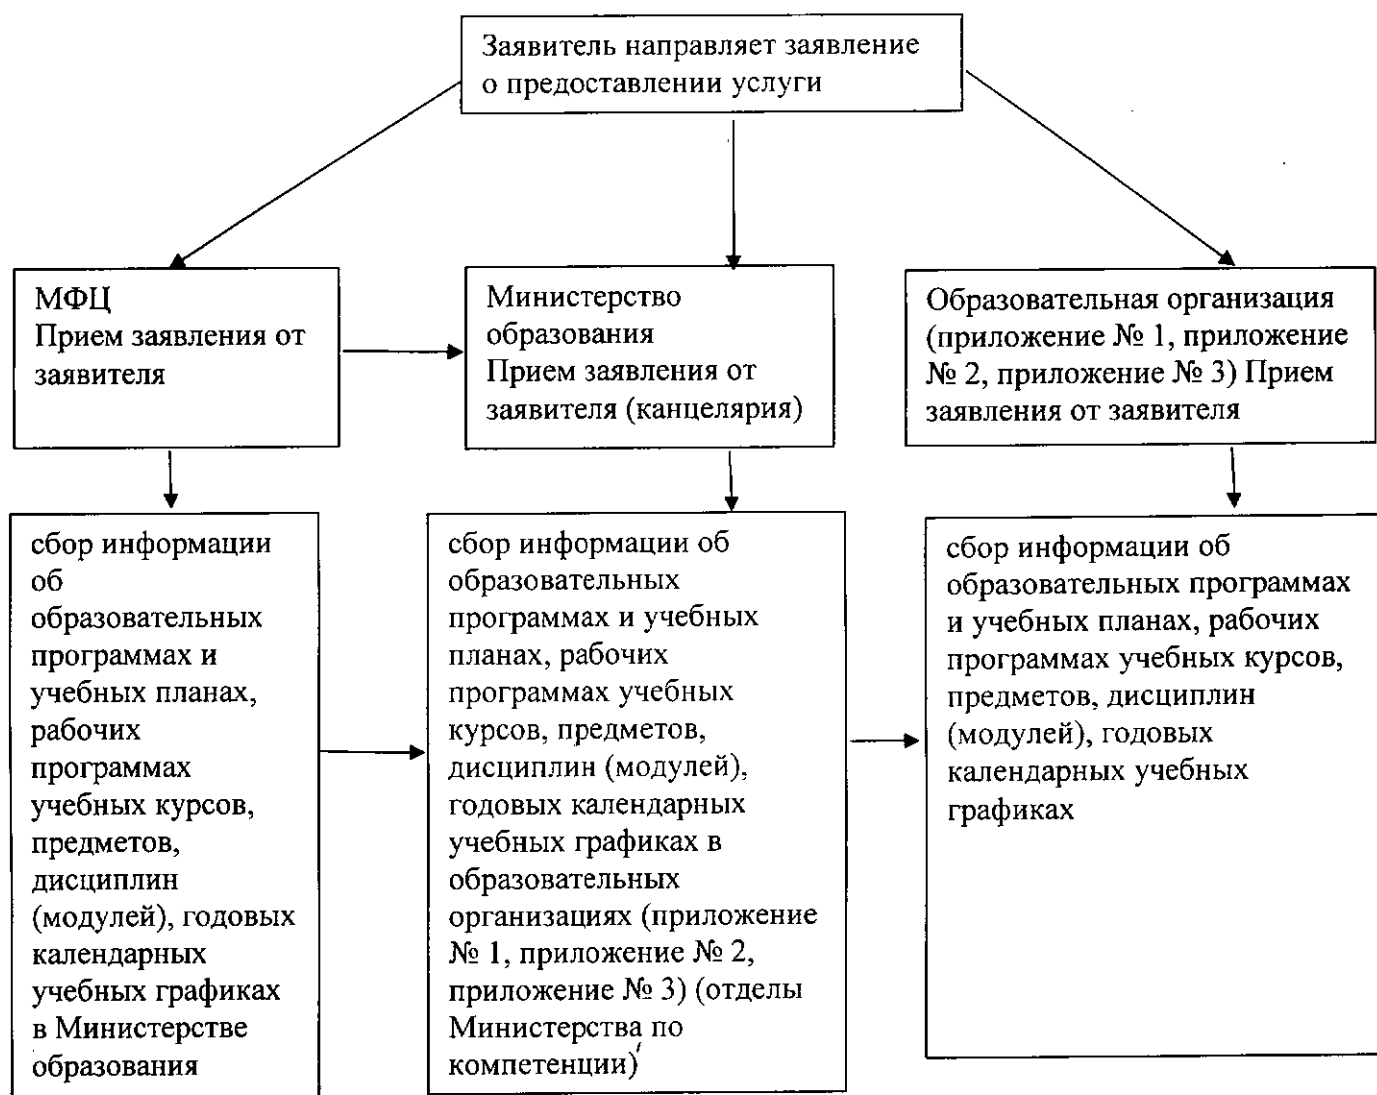 Заявитель направляет заявление
о предоставлении услуги
МФЦ
Прием заявления от
заявителя
Министерство
образования
Прием заявления от
заявителя (канцелярия)
Образовательная организация
(приложение № 1, приложение
№ 2, приложение № 3) Прием
заявления от заявителя
сбор информации
об
образовательных
программах и
учебных планах,
рабочих
программах
учебных курсов,
предметов,
дисциплин
(модулей), годовых
календарных
учебных графиках
в Министерстве
образования
сбор информации об
образовательных
программах и учебных
планах, рабочих
программах учебных
курсов, предметов,
дисциплин (модулей),
годовых календарных
учебных графиках в
образовательных
организациях (приложение
№ 1, приложение № 2,
приложение № 3) (отделы
Министерства по
компетенции)
сбор информации об
образовательных программах
и учебных планах, рабочих
программах учебных курсов,
предметов, дисциплин
(модулей), годовых
календарных учебных
графиках